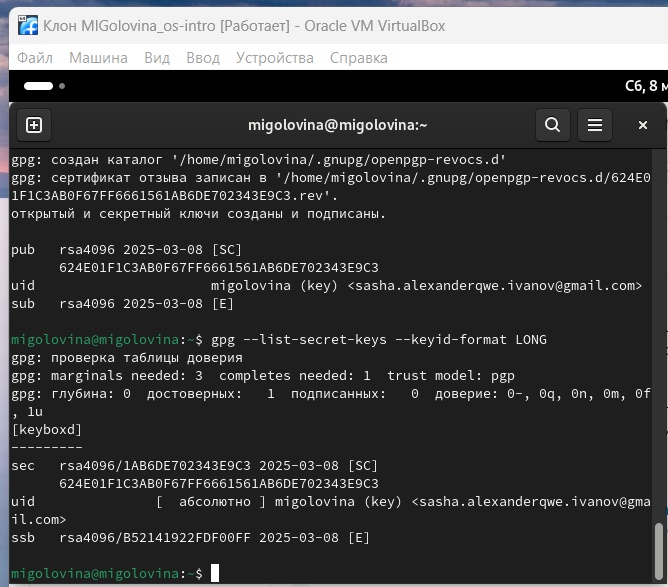 Клон MIGolovina_os-intro [Работает] - Oracle VM VirtualBox
Файл Машина Вид Ввод Устройства Справка
Сб, 8 м
migolovina@migolovina:~
gpg: создан каталог '/home/migolovina/.gnupg/openpgp-revocs.d'
gpg: сертификат отзыва записан в '/home/migolovina/.gnupg/openpgp-revocs.d/624E0
1F1C3AB0F67FF6661561AB6DE702343E9C3.rev'.
открытый и секретный ключи созданы и подписаны.
pub rsa4096 2025-03-08 [SC]
624E01F1C3AB0F67FF6661561AB6DE702343E9C3
uid migolovina (key) <sasha.alexanderqwe.ivanov@gmail.com>
sub rsa4096 2025-03-08 [E]
migolovina@migolovina:~$ gpg --list-secret-keys --keyid-format LONG
gpg: проверка таблицы доверия
gpg: marginals needed: 3 completes needed: 1 trust model: pgp
gpg: глубина: 0 достоверных: 1 подписанных: 0 доверие: 0-, 0q, 0n, 0m, 0f
, 1u
[keyboxd]
---------
sec rsa4096/1AB6DE702343E9C3 2025-03-08 [SC]
624E01F1C3AB0F67FF6661561AB6DE702343E9C3
uid [ абсолютно ] migolovina (key) <sasha.alexanderqwe.ivanov@gma
il.com>
ssb rsa4096/B52141922FDF00FF 2025-03-08 [E]
migolovina@migolovina:~$